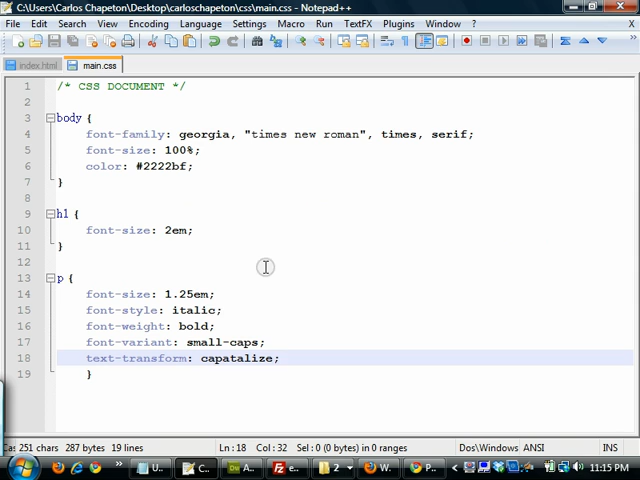 C:\Users\Carlos Chapeton\Desktop\carloschapeton\css\main.css - Notepad++
File Edit Search View Encoding Language Settings Macro Run TextFX Plugins Window ? X
index.html main.css
1 /* CSS DOCUMENT */
2
3 body {
4 font-family: georgia, "times new roman", times, serif;
5 font-size: 100%;
6 color: #2222bf;
7 }
8
9 h1 {
10 font-size: 2em;
11 }
12
13 p {
14 font-size: 1.25em;
15 font-style: italic;
16 font-weight: bold;
17 font-variant: small-caps;
18 text-transform: capatalize;
19 }
Cas 251 chars 287 bytes 19 lines Ln : 18 Col : 32 Sel : 0 (0 bytes) in 0 ranges Dos\Windows ANSI INS
U... C... A... e... 2 W... P... 11:15 PM